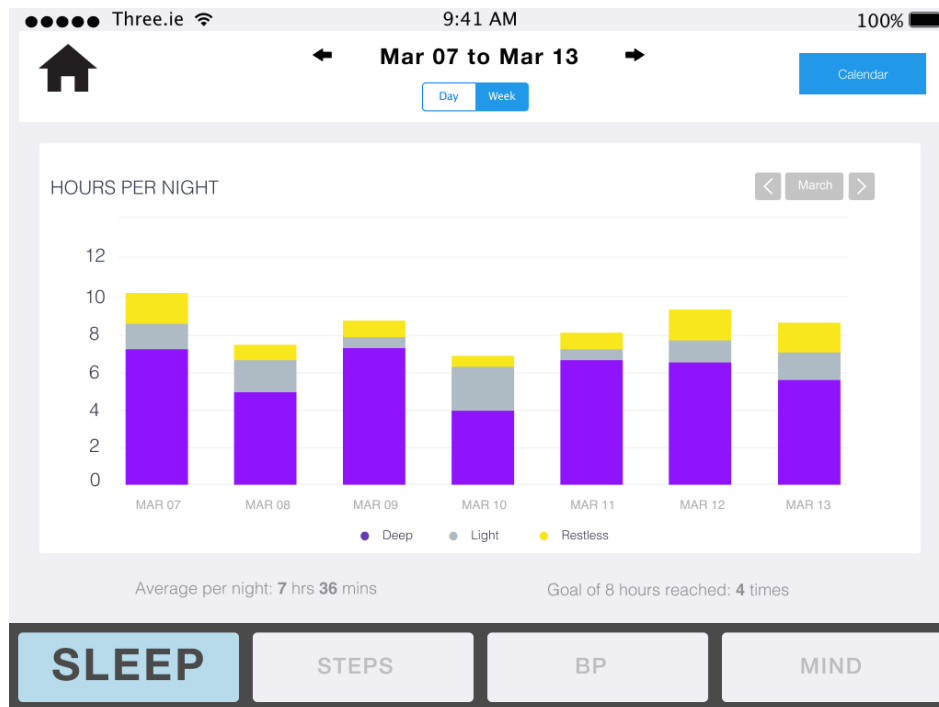 Three.ie 9:41 AM 100%
Mar 07 to Mar 13
Calendar
Day Week
HOURS PER NIGHT
March
12
10
8
6
4
2
0
MAR 07 MAR 08 MAR 09 MAR 10 MAR 11 MAR 12 MAR 13
Deep Light Restless
Average per night: 7 hrs 36 mins Goal of 8 hours reached: 4 times
SLEEP STEPS BP MIND